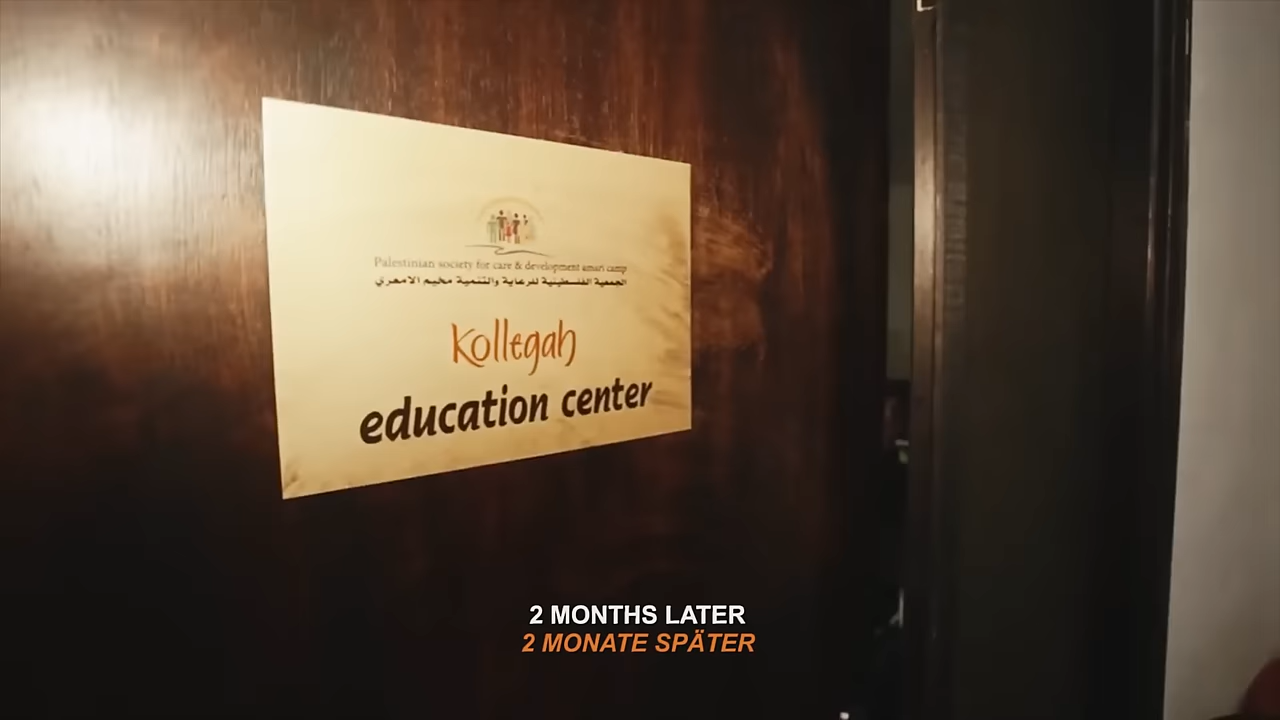 Palestinian society for care & development amari camp
الجمعية الفلسطينية للرعاية والتنمية مخيم الامعري
Kollegah
education center
2 MONTHS LATER
2 MONATE SPÄTER